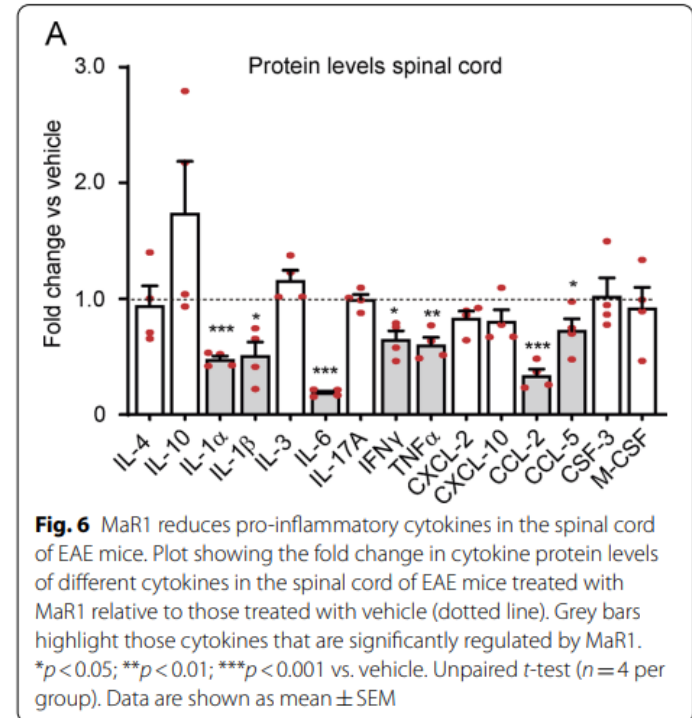 A
Protein levels spinal cord
Fold change vs vehicle
3.0
2.0
1.0
0
***
*
***
*
**
***
*
IL-4
IL-10
IL-1α
IL-1β
IL-3
IL-6
IL-17A
IFNγ
TNFα
CXCL-2
CXCL-10
CCL-2
CCL-5
CSF-3
M-CSF
Fig. 6 MaR1 reduces pro-inflammatory cytokines in the spinal cord
of EAE mice. Plot showing the fold change in cytokine protein levels
of different cytokines in the spinal cord of EAE mice treated with
MaR1 relative to those treated with vehicle (dotted line). Grey bars
highlight those cytokines that are significantly regulated by MaR1.
*p < 0.05; **p < 0.01; ***p < 0.001 vs. vehicle. Unpaired t-test (n = 4 per
group). Data are shown as mean ± SEM